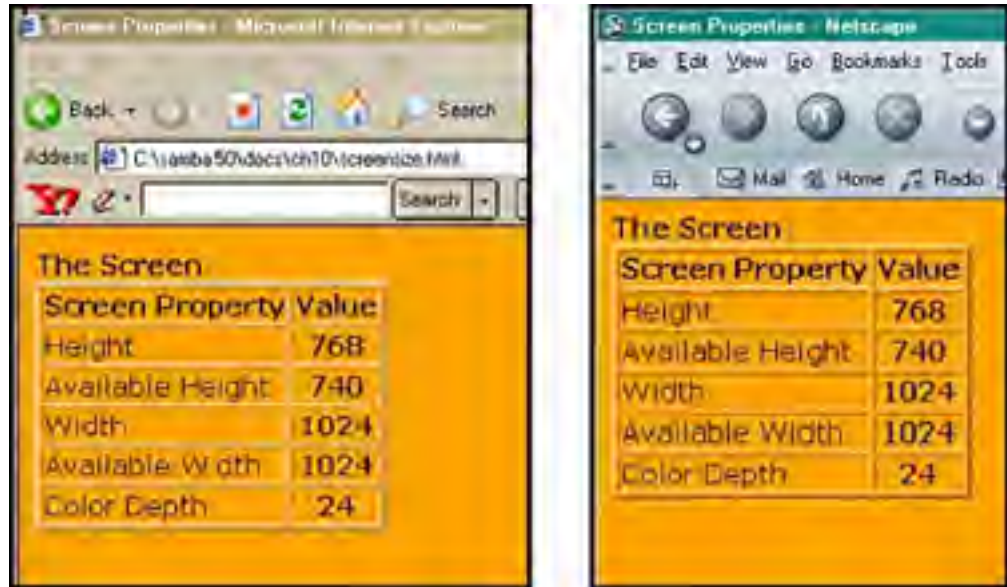 Screen Properties - Microsoft Internet Explorer
Back
Search
Address C:\samba50\docs\ch10\screensize.html
Y!
Search
The Screen
Screen Property Value
Height 768
Available Height 740
Width 1024
Available Width 1024
Color Depth 24
Screen Properties - Netscape
File Edit View Go Bookmarks Tools
Mail Home Radio
The Screen
Screen Property Value
Height 768
Available Height 740
Width 1024
Available Width 1024
Color Depth 24